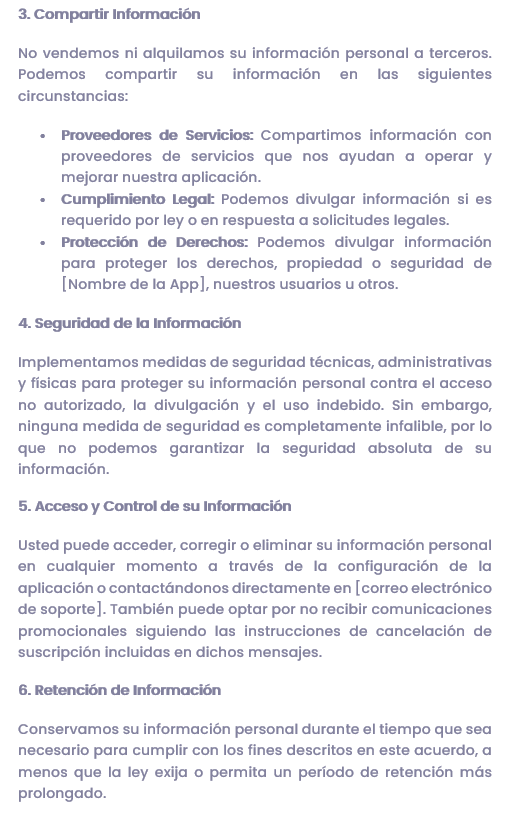 3. Compartir Información
No vendemos ni alquilamos su información personal a terceros.
Podemos compartir su información en las siguientes
circunstancias:
• Proveedores de Servicios: Compartimos información con
proveedores de servicios que nos ayudan a operar y
mejorar nuestra aplicación.
• Cumplimiento Legal: Podemos divulgar información si es
requerido por ley o en respuesta a solicitudes legales.
• Protección de Derechos: Podemos divulgar información
para proteger los derechos, propiedad o seguridad de
[Nombre de la App], nuestros usuarios u otros.
4. Seguridad de la Información
Implementamos medidas de seguridad técnicas, administrativas
y físicas para proteger su información personal contra el acceso
no autorizado, la divulgación y el uso indebido. Sin embargo,
ninguna medida de seguridad es completamente infalible, por lo
que no podemos garantizar la seguridad absoluta de su
información.
5. Acceso y Control de su Información
Usted puede acceder, corregir o eliminar su información personal
en cualquier momento a través de la configuración de la
aplicación o contactándonos directamente en [correo electrónico
de soporte]. También puede optar por no recibir comunicaciones
promocionales siguiendo las instrucciones de cancelación de
suscripción incluidas en dichos mensajes.
6. Retención de Información
Conservamos su información personal durante el tiempo que sea
necesario para cumplir con los fines descritos en este acuerdo, a
menos que la ley exija o permita un período de retención más
prolongado.